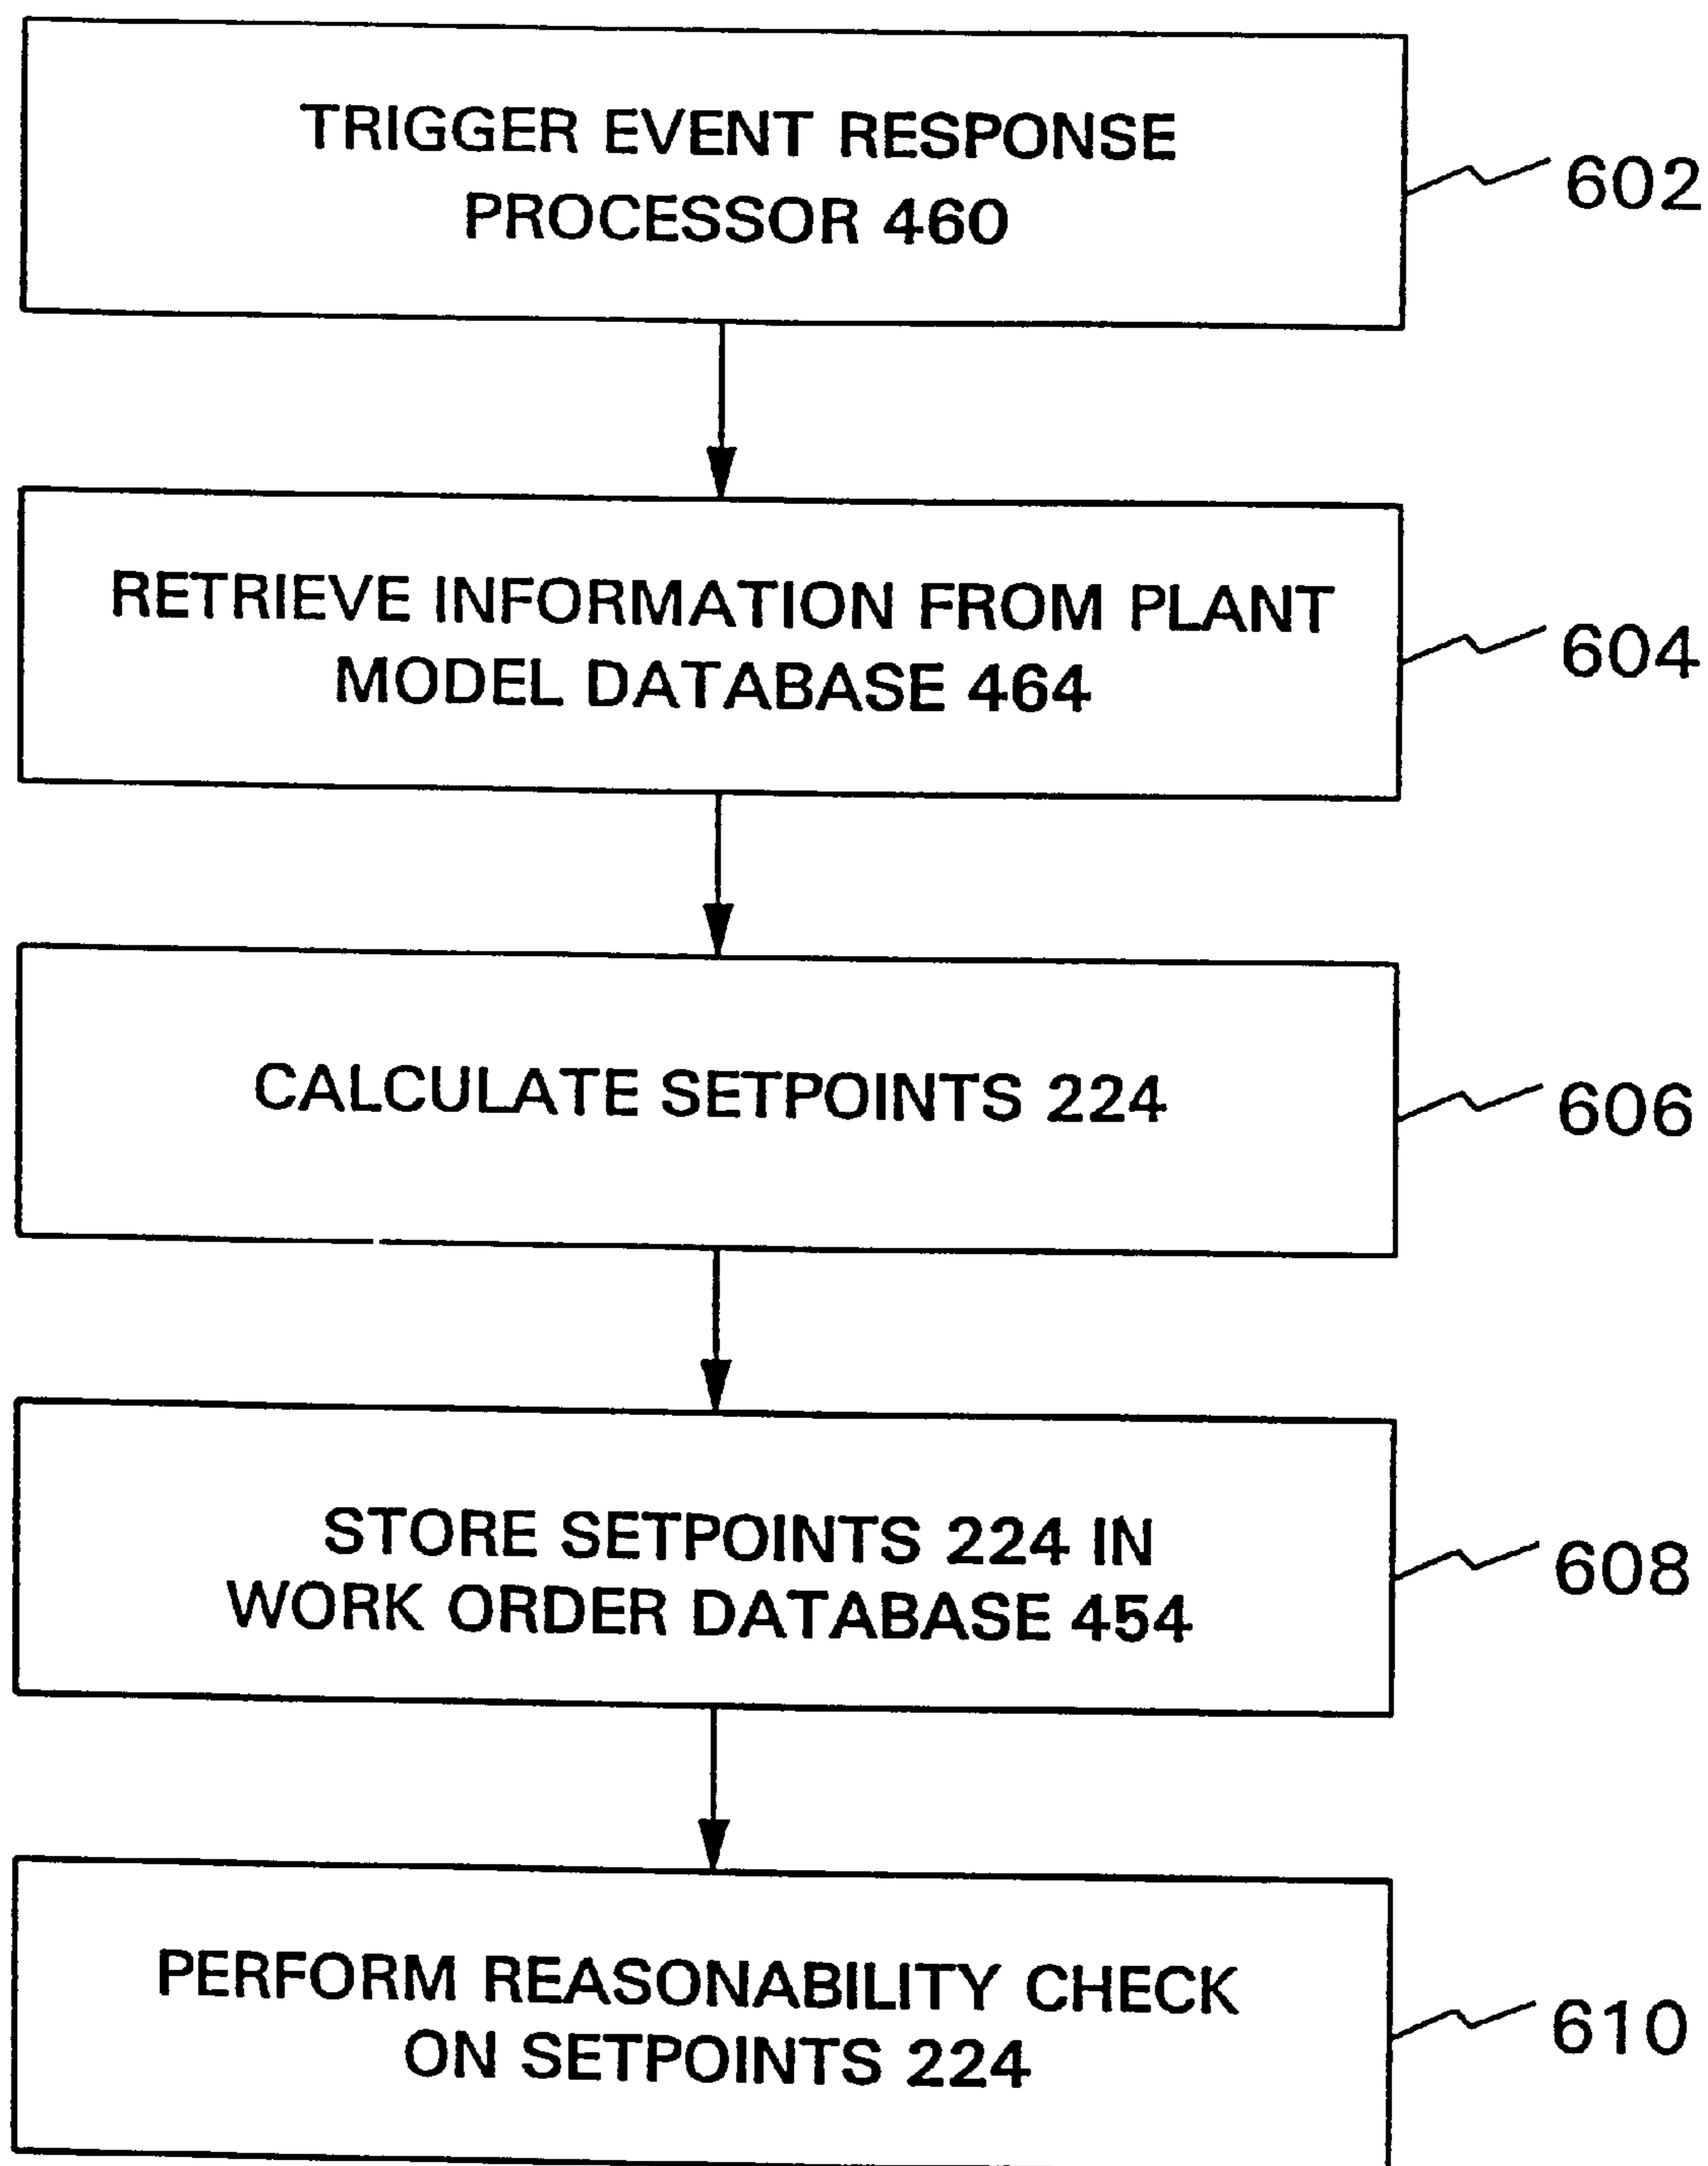 TRIGGER EVENT RESPONSE
PROCESSOR 460
602
RETRIEVE INFORMATION FROM PLANT
MODEL DATABASE 464
604
CALCULATE SETPOINTS 224
606
STORE SETPOINTS 224 IN
WORK ORDER DATABASE 454
608
PERFORM REASONABILITY CHECK
ON SETPOINTS 224
610